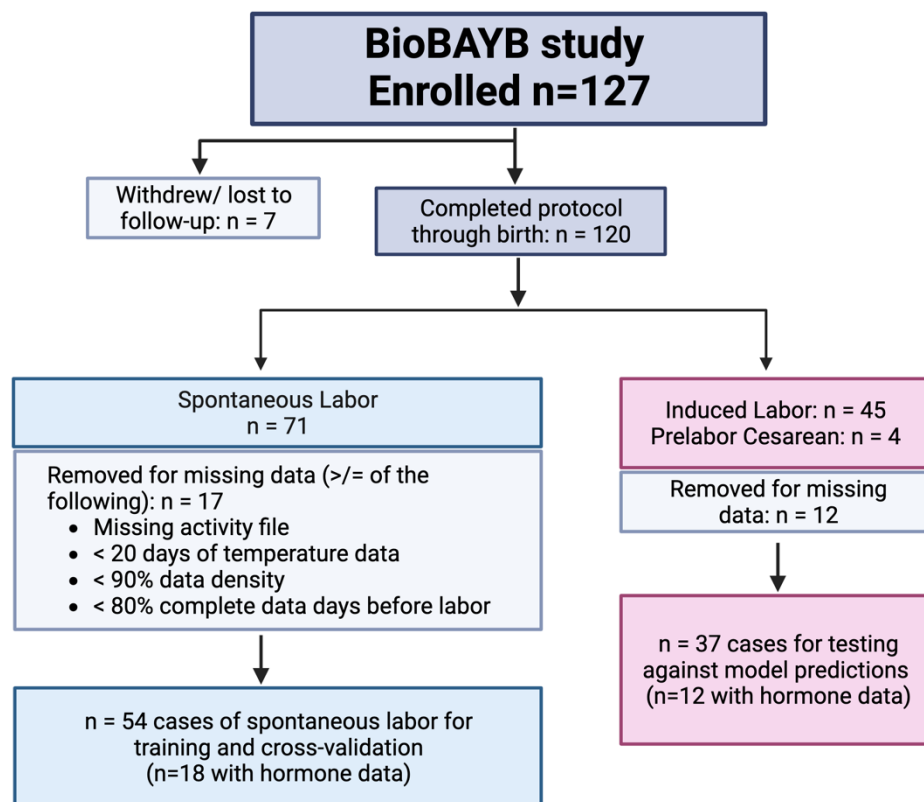 BioBAYB study
Enrolled n=127
Withdrew/ lost to
follow-up: n = 7
Completed protocol
through birth: n = 120
Spontaneous Labor
n = 71
Removed for missing data (>/= of the
following): n = 17
• Missing activity file
• < 20 days of temperature data
• < 90% data density
• < 80% complete data days before labor
n = 54 cases of spontaneous labor for
training and cross-validation
(n=18 with hormone data)
Induced Labor: n = 45
Prelabor Cesarean: n = 4
Removed for missing
data: n = 12
n = 37 cases for testing
against model predictions
(n=12 with hormone data)